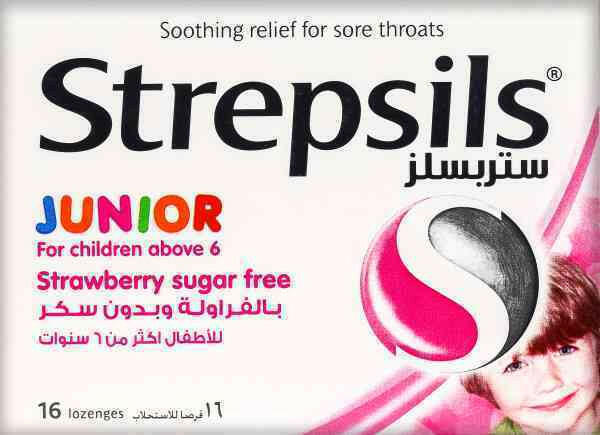 Soothing relief for sore throats
Strepsils®
ستربسلز
JUNIOR
For children above 6
Strawberry sugar free
بالفراولة وبدون سكر
للأطفال اكثر من ٦ سنوات
16 lozenges ١٦ قرصا للاستحلاب